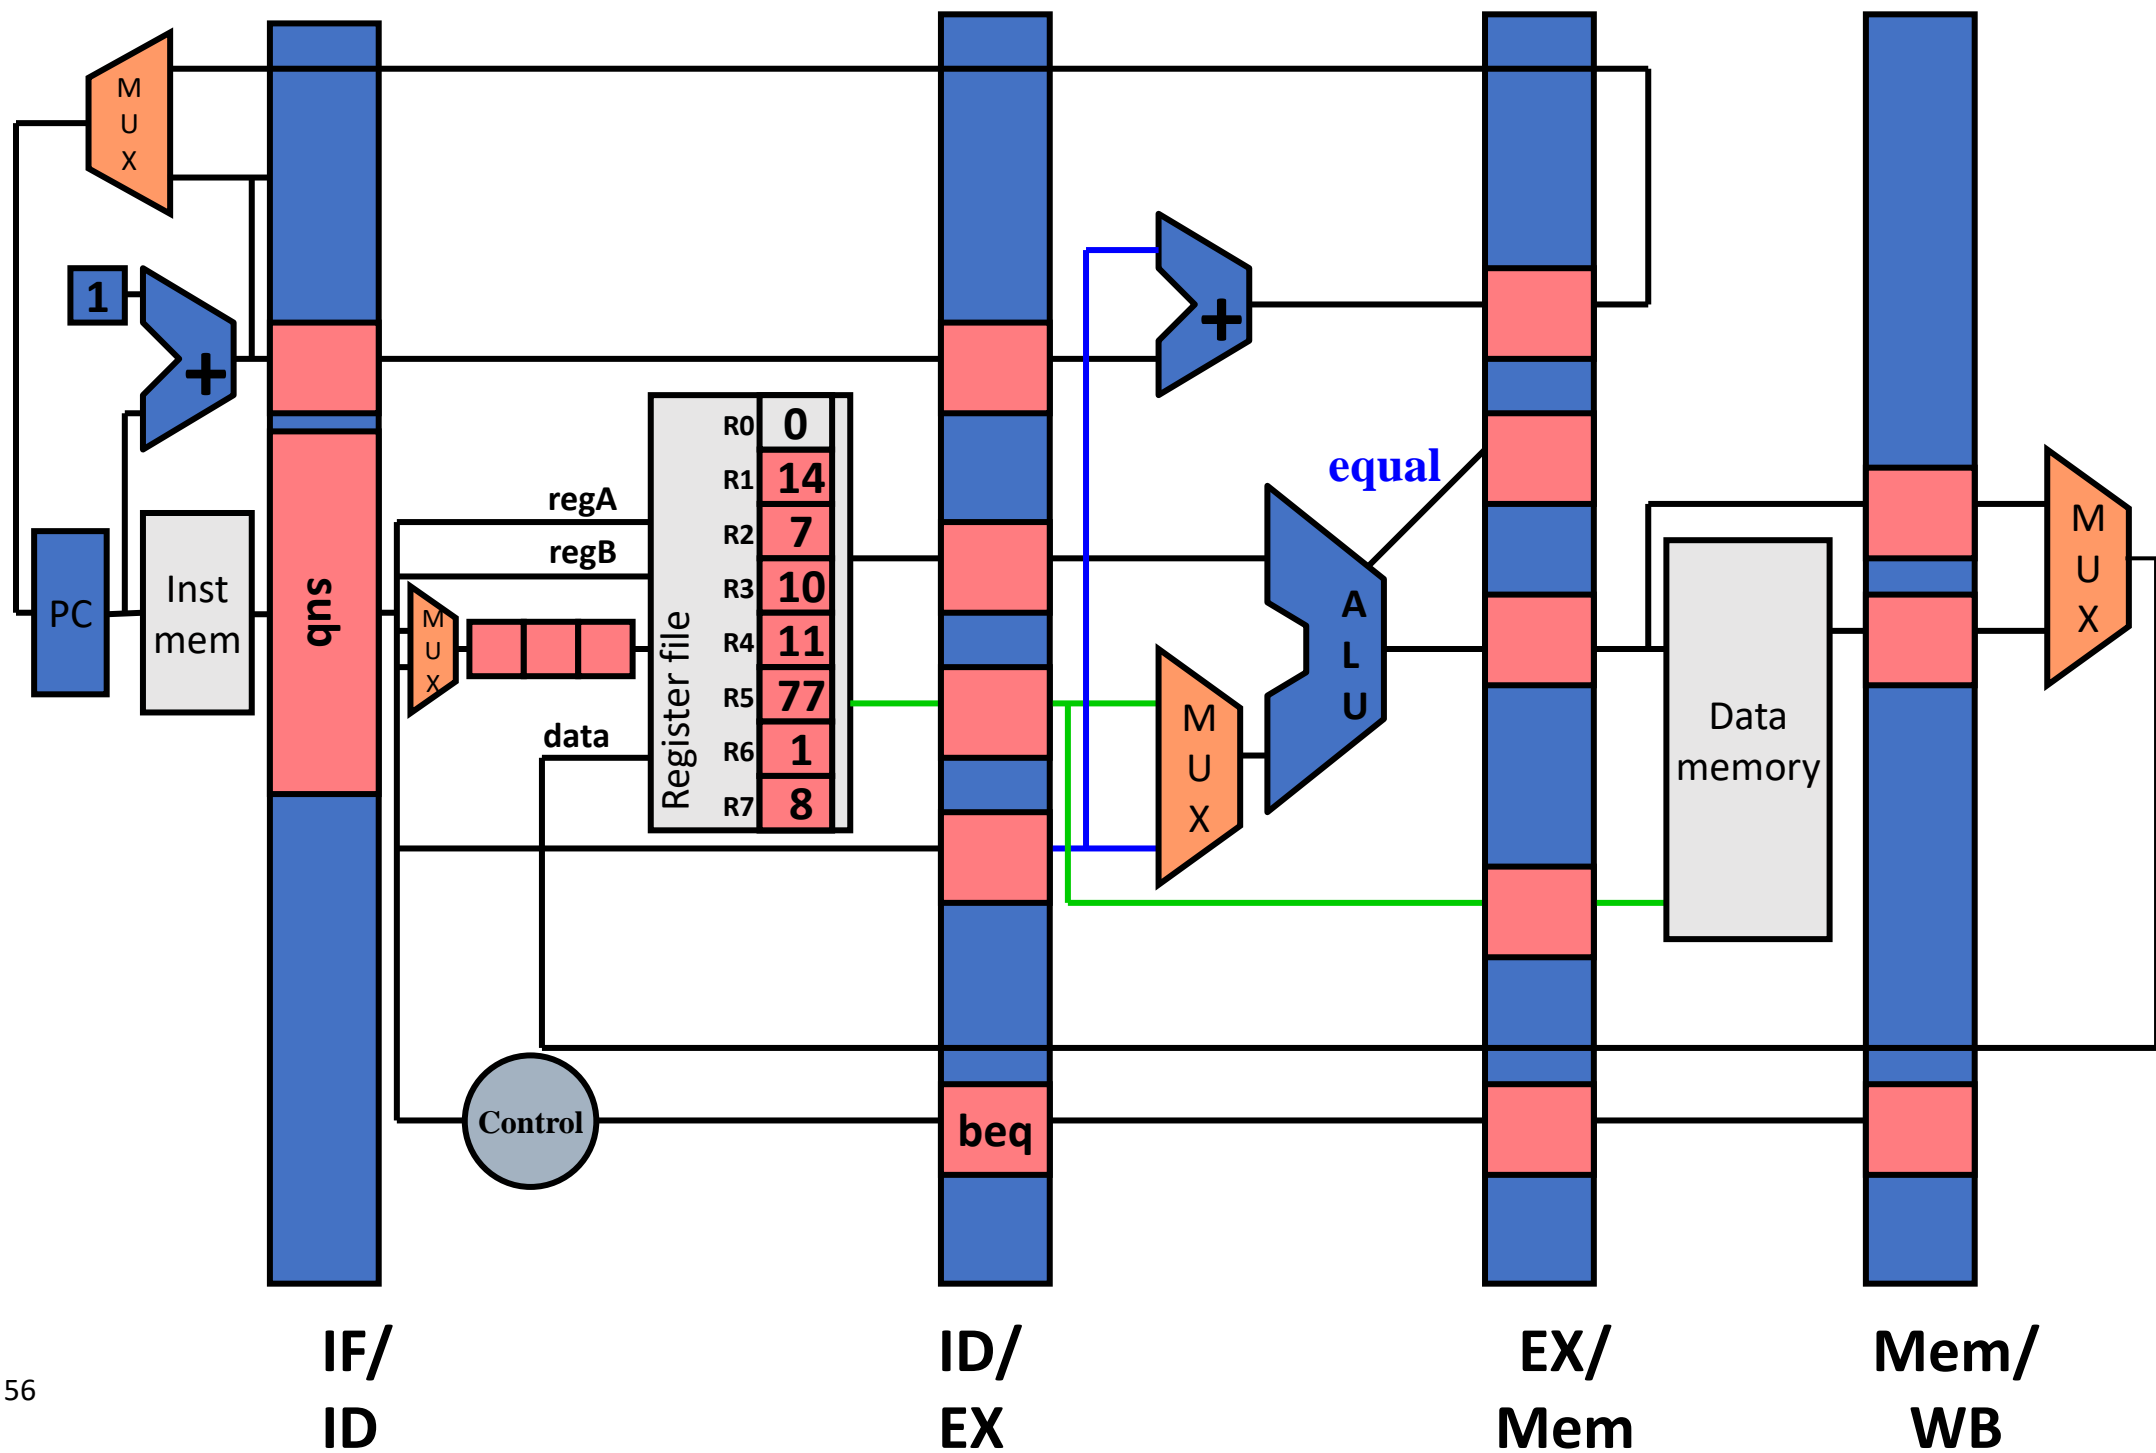 M
U
X
1
+
PC
Inst
mem
sub
regA
regB
M
U
X
data
Register file
R0 0
R1 14
R2 7
R3 10
R4 11
R5 77
R6 1
R7 8
Control
beq
+
M
U
X
A
L
U
equal
Data
memory
M
U
X
IF/
ID
ID/
EX
EX/
Mem
Mem/
WB
56